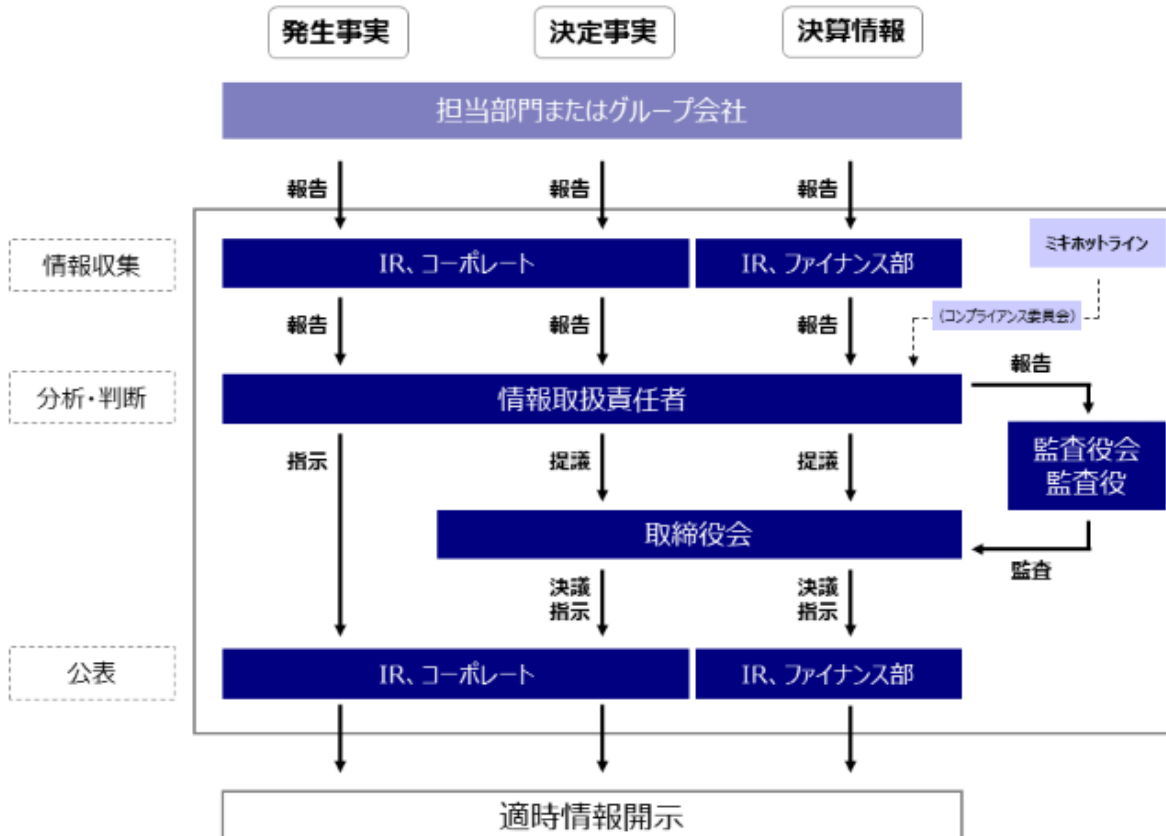 発生事実
決定事実
決算情報
担当部門またはグループ会社
報告
報告
報告
情報収集
IR、コーポレート
IR、ファイナンス部
ミキホットライン
(コンプライアンス委員会)
報告
報告
報告
報告
分析・判断
情報取扱責任者
監査役会
監査役
指示
提議
提議
取締役会
監査
決議
指示
決議
指示
公表
IR、コーポレート
IR、ファイナンス部
適時情報開示